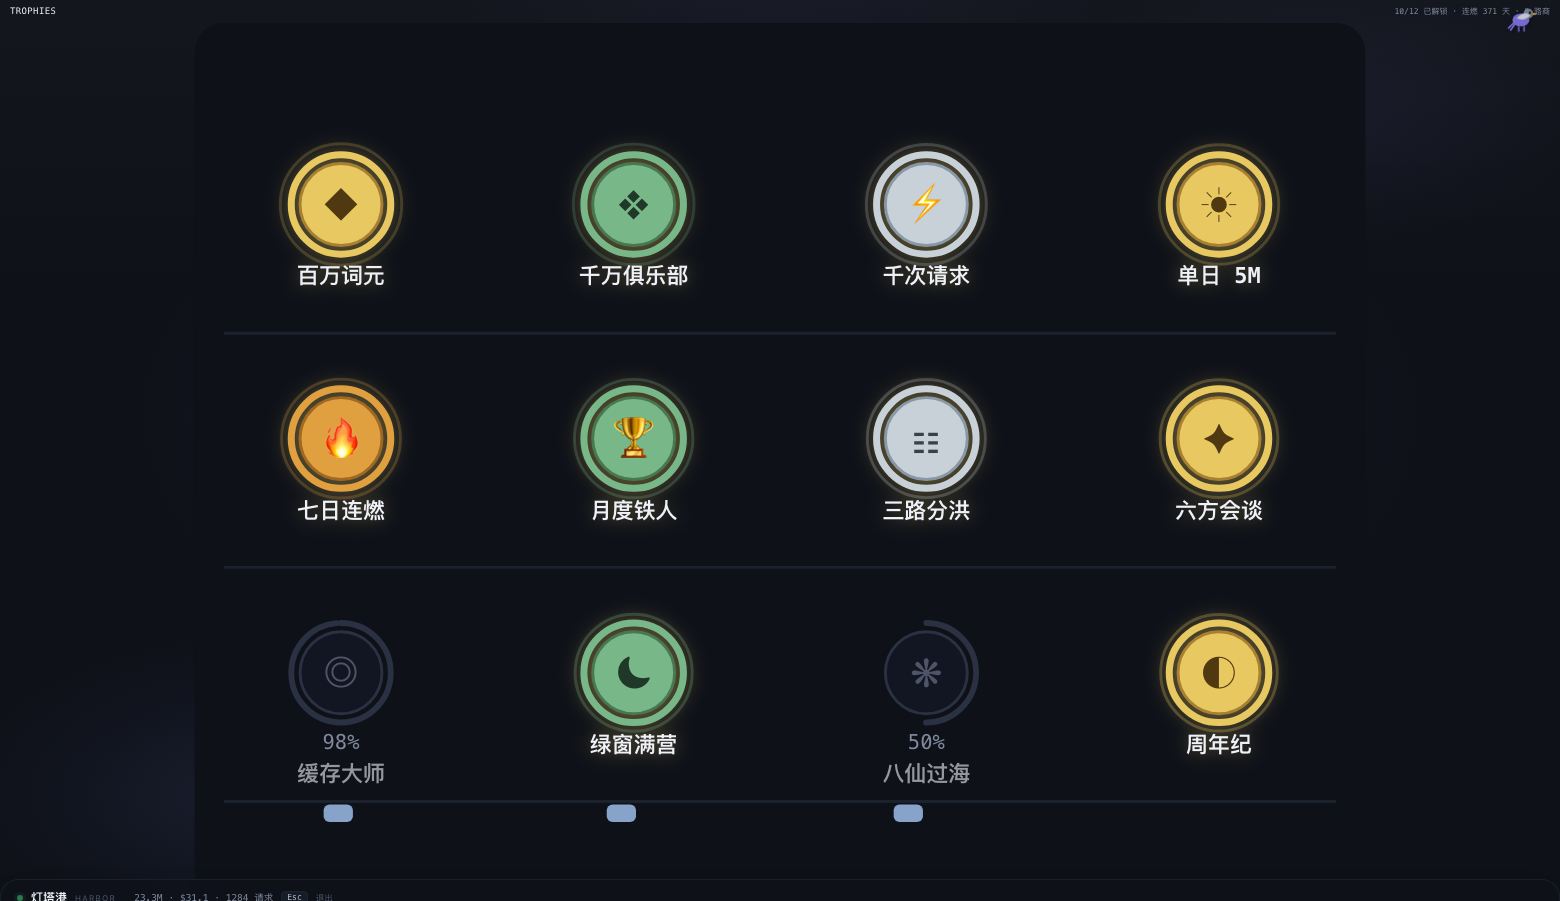 TROPHIES
10/12 已解锁 · 连燃 371 天 · 路商
百万词元
千万俱乐部
千次请求
单日 5M
七日连燃
月度铁人
三路分洪
六方会谈
98%
缓存大师
绿窗满营
50%
八仙过海
周年纪
灯塔港 HARBOR 23.3M · $31.1 · 1284 请求 Esc 退出